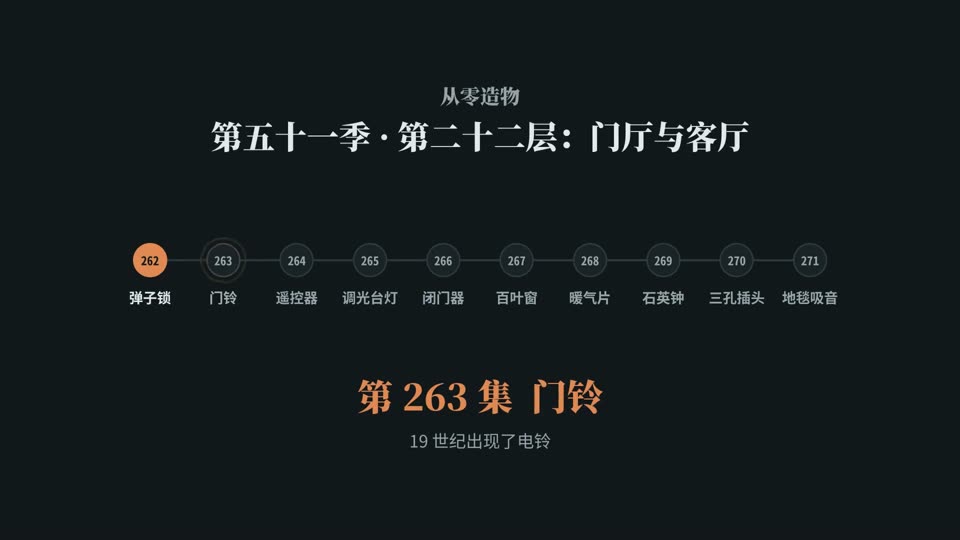 从零造物
第五十一季 · 第二十二层：门厅与客厅
262 263 264 265 266 267 268 269 270 271
弹子锁 门铃 遥控器 调光台灯 闭门器 百叶窗 暖气片 石英钟 三孔插头 地毯吸音
第 263 集 门铃
19 世纪出现了电铃